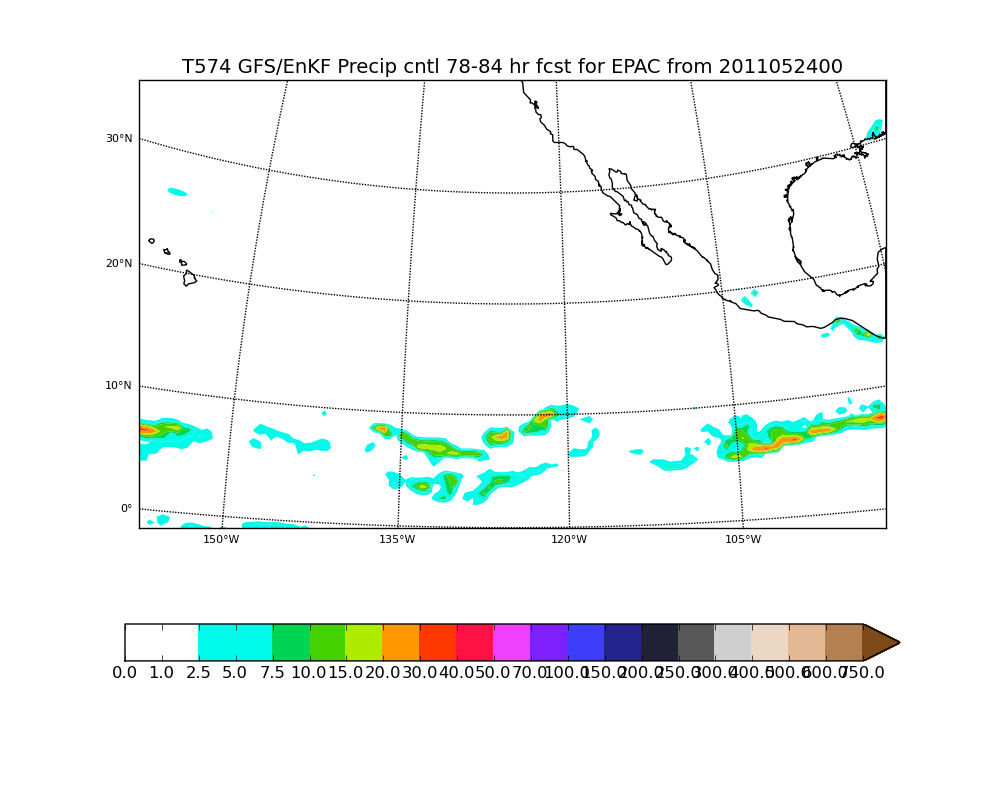 T574 GFS/EnKF Precip cntl 78-84 hr fcst for EPAC from 2011052400
30°N
20°N
10°N
0°
150°W 135°W 120°W 105°W
0.0 1.0 2.5 5.0 7.5 10.0 15.0 20.0 30.0 40.0 50.0 70.0 100.0 150.0 200.0 250.0 300.0 400.0 500.0 600.0 750.0